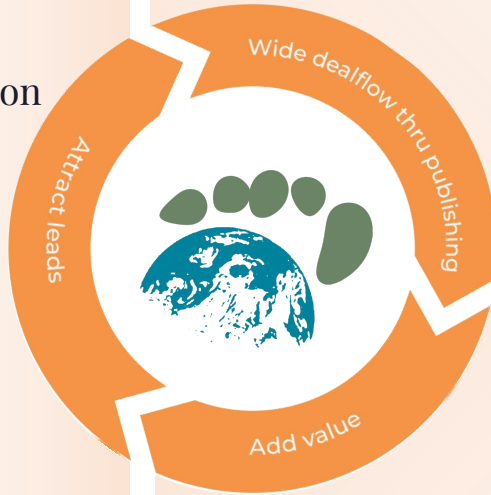 on
Wide dealflow thru publishing
Attract leads
Add value